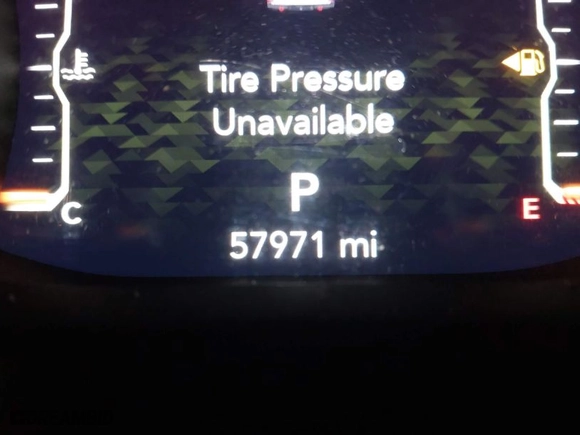 Tire Pressure
Unavailable
P
C
E
57971 mi